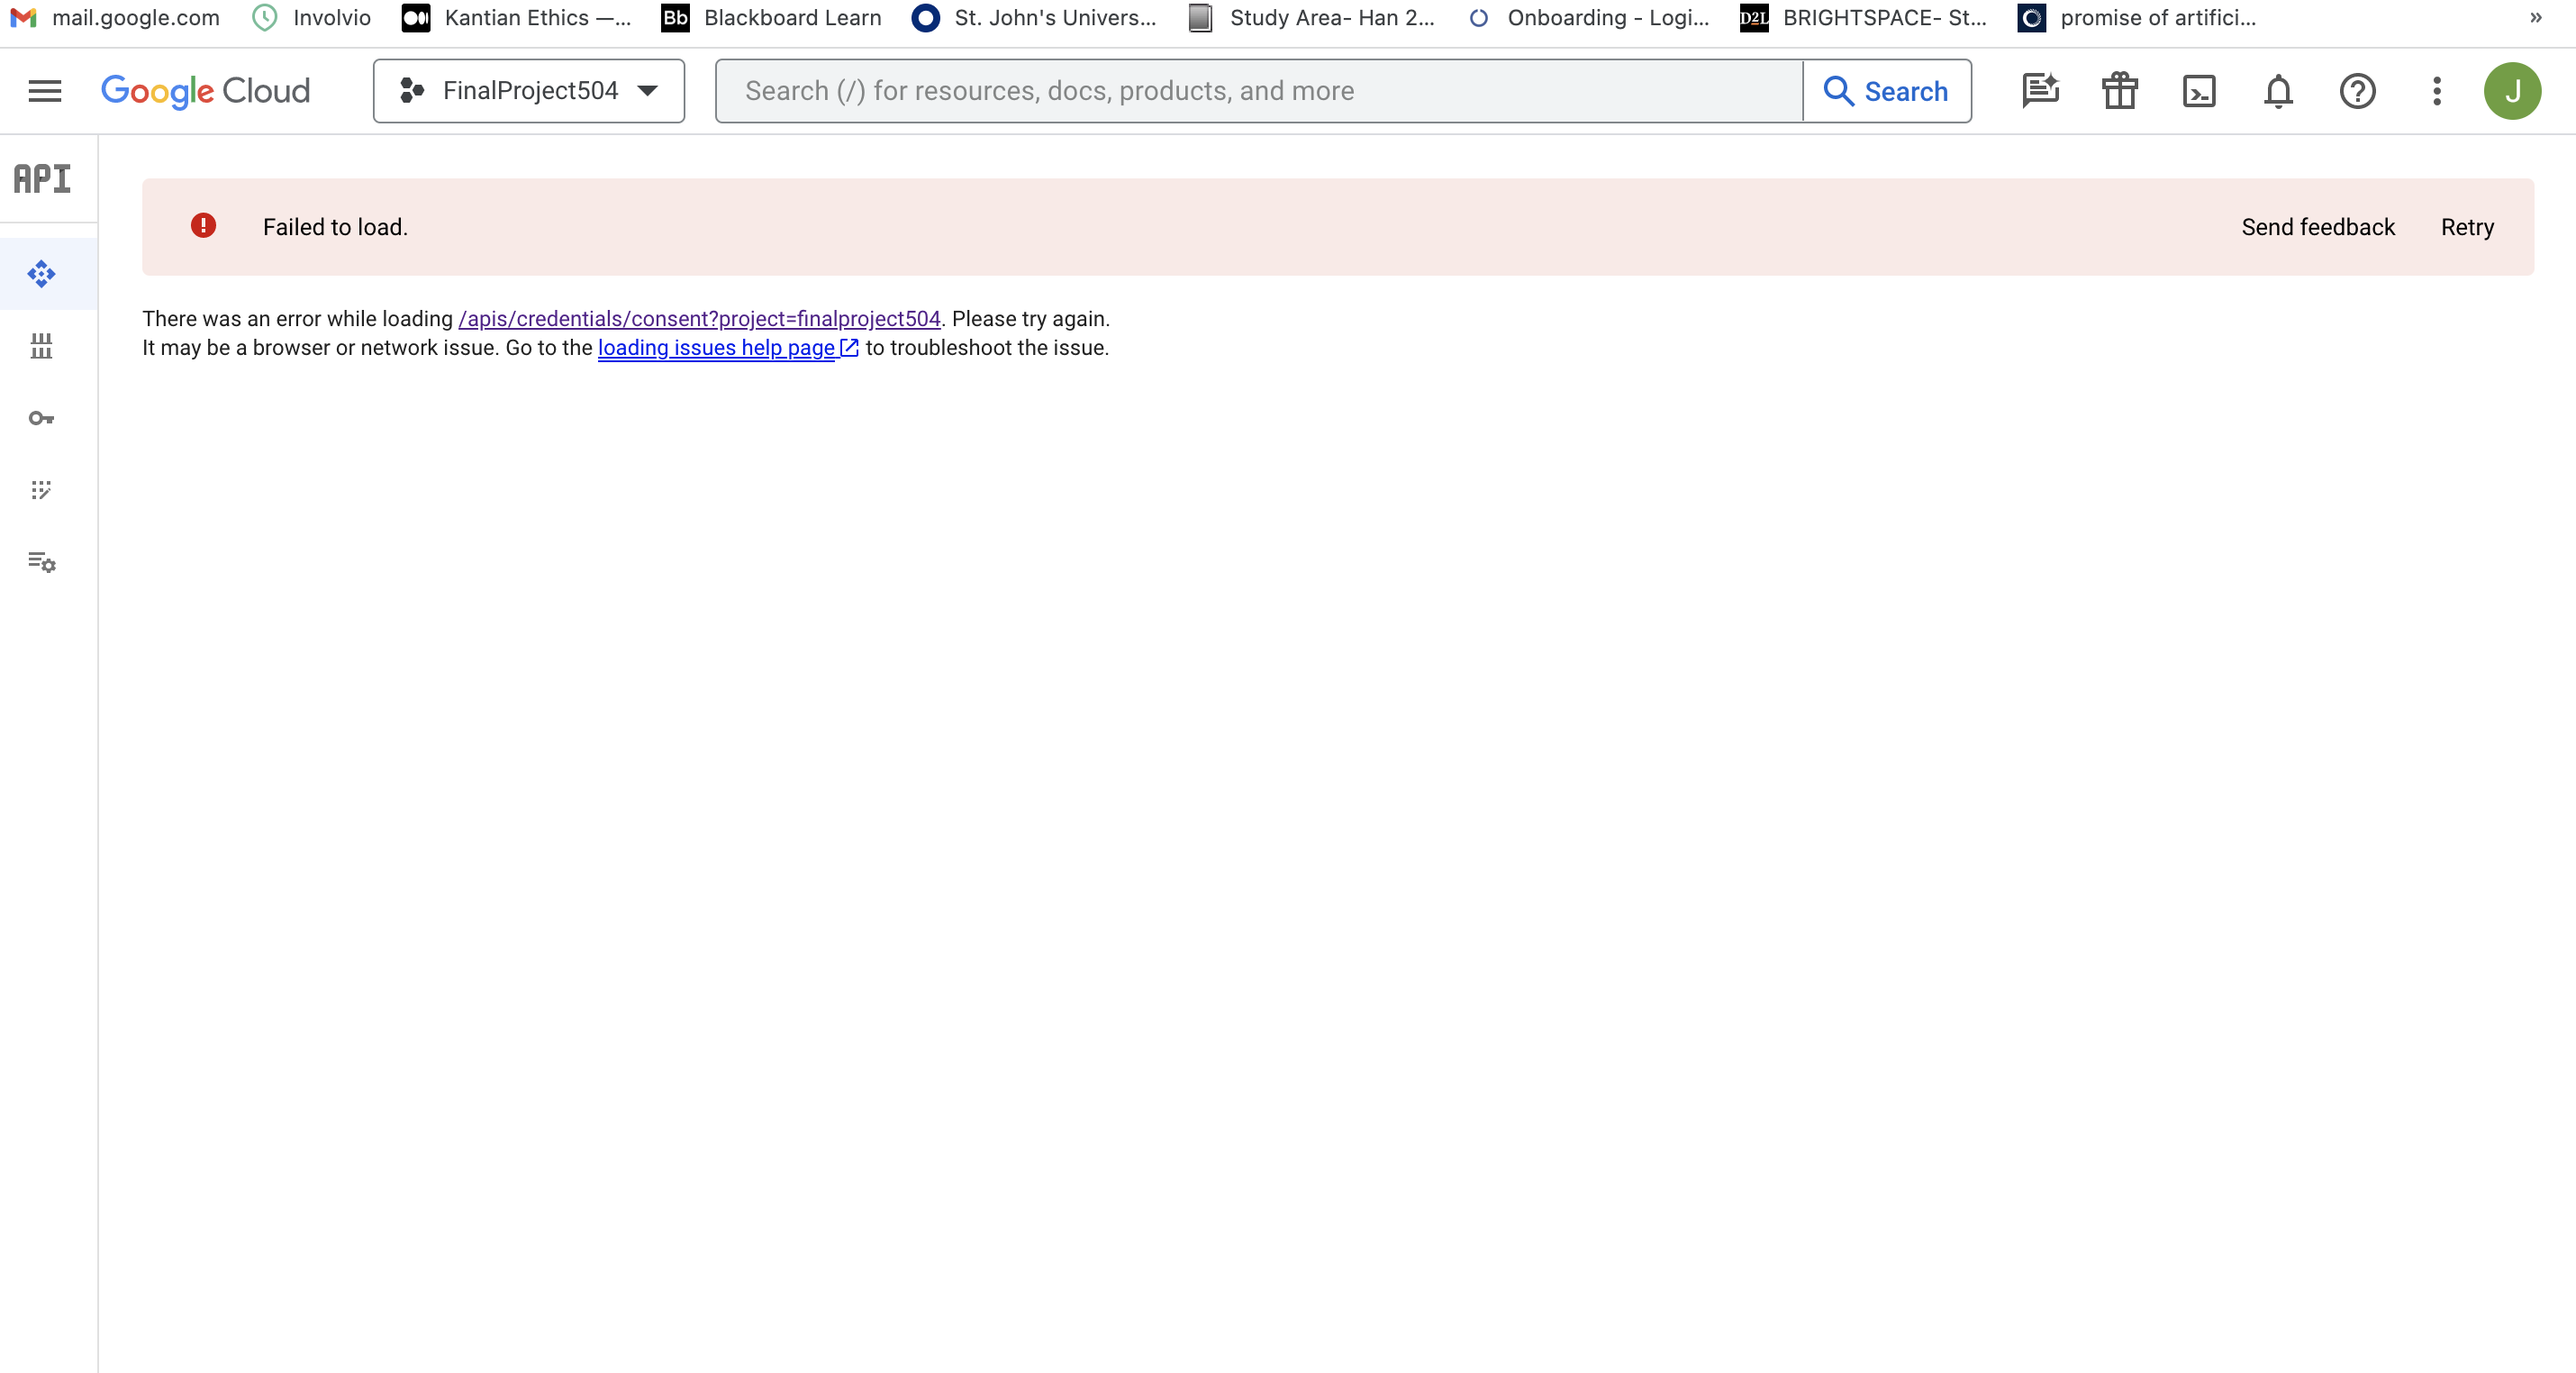 mail.google.com Involvio Kantian Ethics —... Bb Blackboard Learn St. John's Univers... Study Area- Han 2... Onboarding - Logi... D2L BRIGHTSPACE- St... promise of artifici... »
Google Cloud FinalProject504 Search (/) for resources, docs, products, and more Search J
API
Failed to load. Send feedback Retry
There was an error while loading /apis/credentials/consent?project=finalproject504. Please try again.
It may be a browser or network issue. Go to the loading issues help page to troubleshoot the issue.